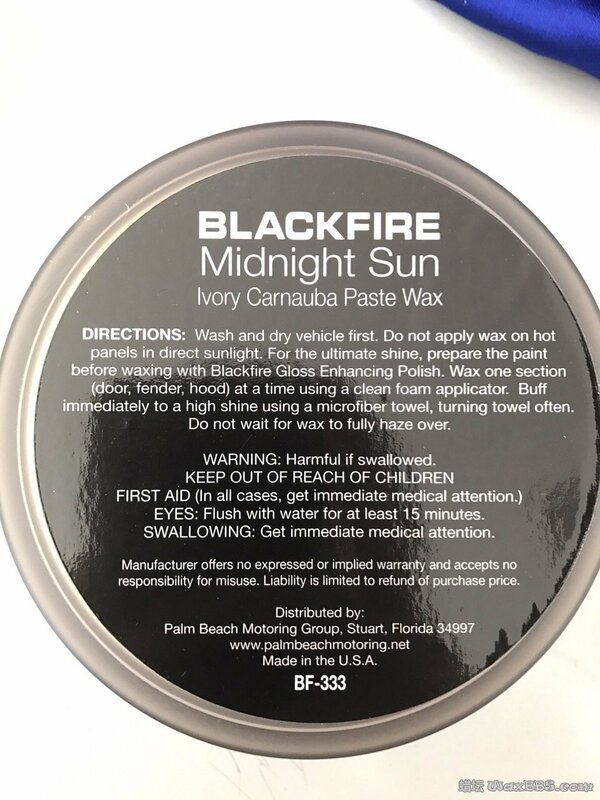 BLACKFIRE
Midnight Sun
Ivory Carnauba Paste Wax
DIRECTIONS: Wash and dry vehicle first. Do not apply wax on hot
panels in direct sunlight. For the ultimate shine, prepare the paint
before waxing with Blackfire Gloss Enhancing Polish. Wax one section
(door, fender, hood) at a time using a clean foam applicator. Buff
immediately to a high shine using a microfiber towel, turning towel often.
Do not wait for wax to fully haze over.
WARNING: Harmful if swallowed.
KEEP OUT OF REACH OF CHILDREN
FIRST AID (In all cases, get immediate medical attention.)
EYES: Flush with water for at least 15 minutes.
SWALLOWING: Get immediate medical attention.
Manufacturer offers no expressed or implied warranty and accepts no
responsibility for misuse. Liability is limited to refund of purchase price.
Distributed by:
Palm Beach Motoring Group, Stuart, Florida 34997
www.palmbeachmotoring.net
Made in the U.S.A.
BF-333
蜡坛 WaxBBS.com